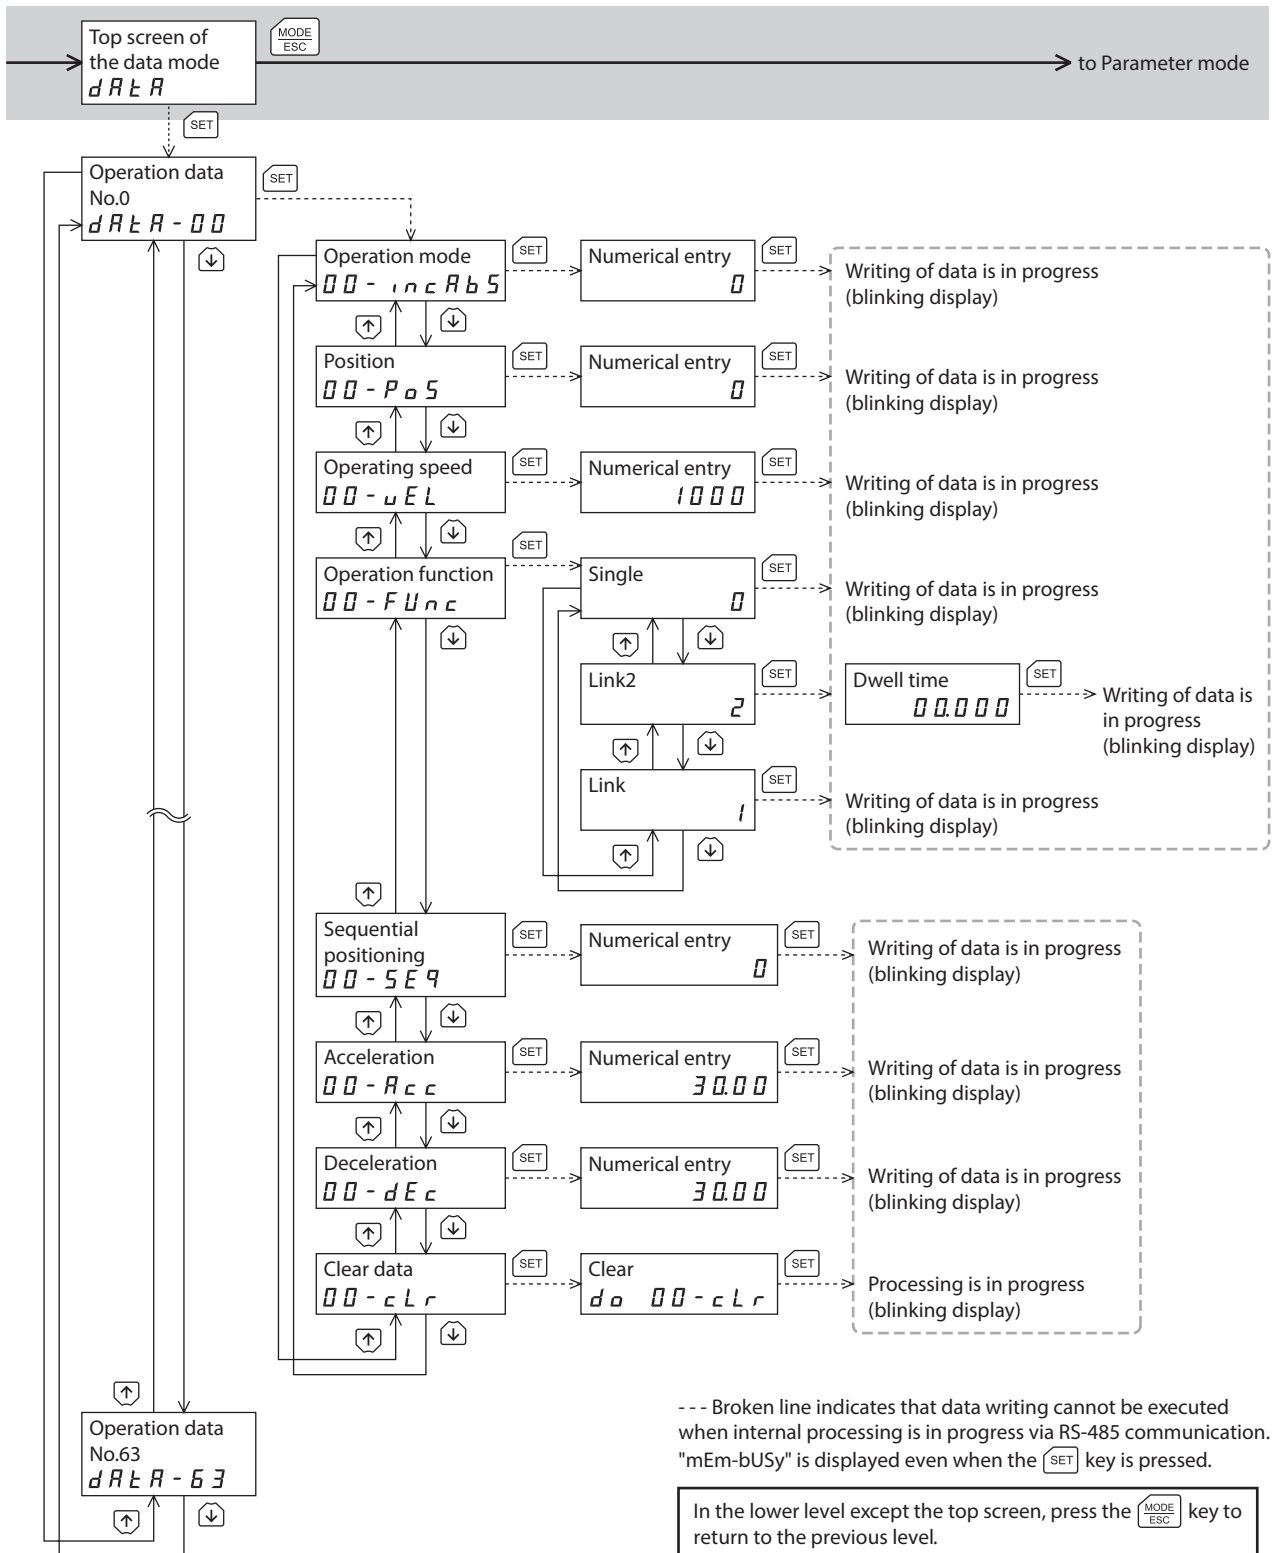 Top screen of
the data mode
dAtA
MODE
ESC
to Parameter mode
SET
Operation data
No.0
dAtA-00
SET
Operation mode
00-incAbS
SET
Numerical entry
0
SET
Writing of data is in progress
(blinking display)
Position
00-PoS
SET
Numerical entry
0
SET
Writing of data is in progress
(blinking display)
Operating speed
00-vEL
SET
Numerical entry
1000
SET
Writing of data is in progress
(blinking display)
Operation function
00-FUnc
SET
Single
0
SET
Writing of data is in progress
(blinking display)
Link2
2
SET
Dwell time
00.000
SET
Writing of data is
in progress
(blinking display)
Link
1
SET
Writing of data is in progress
(blinking display)
Sequential
positioning
00-SEq
SET
Numerical entry
0
SET
Writing of data is in progress
(blinking display)
Acceleration
00-Acc
SET
Numerical entry
30.00
SET
Writing of data is in progress
(blinking display)
Deceleration
00-dEc
SET
Numerical entry
30.00
SET
Writing of data is in progress
(blinking display)
Clear data
00-cLr
SET
Clear
do 00-cLr
SET
Processing is in progress
(blinking display)
Operation data
No.63
dAtA-63
- - - Broken line indicates that data writing cannot be executed
when internal processing is in progress via RS-485 communication.
"mEm-bUSy" is displayed even when the SET key is pressed.
In the lower level except the top screen, press the MODE ESC key to
return to the previous level.